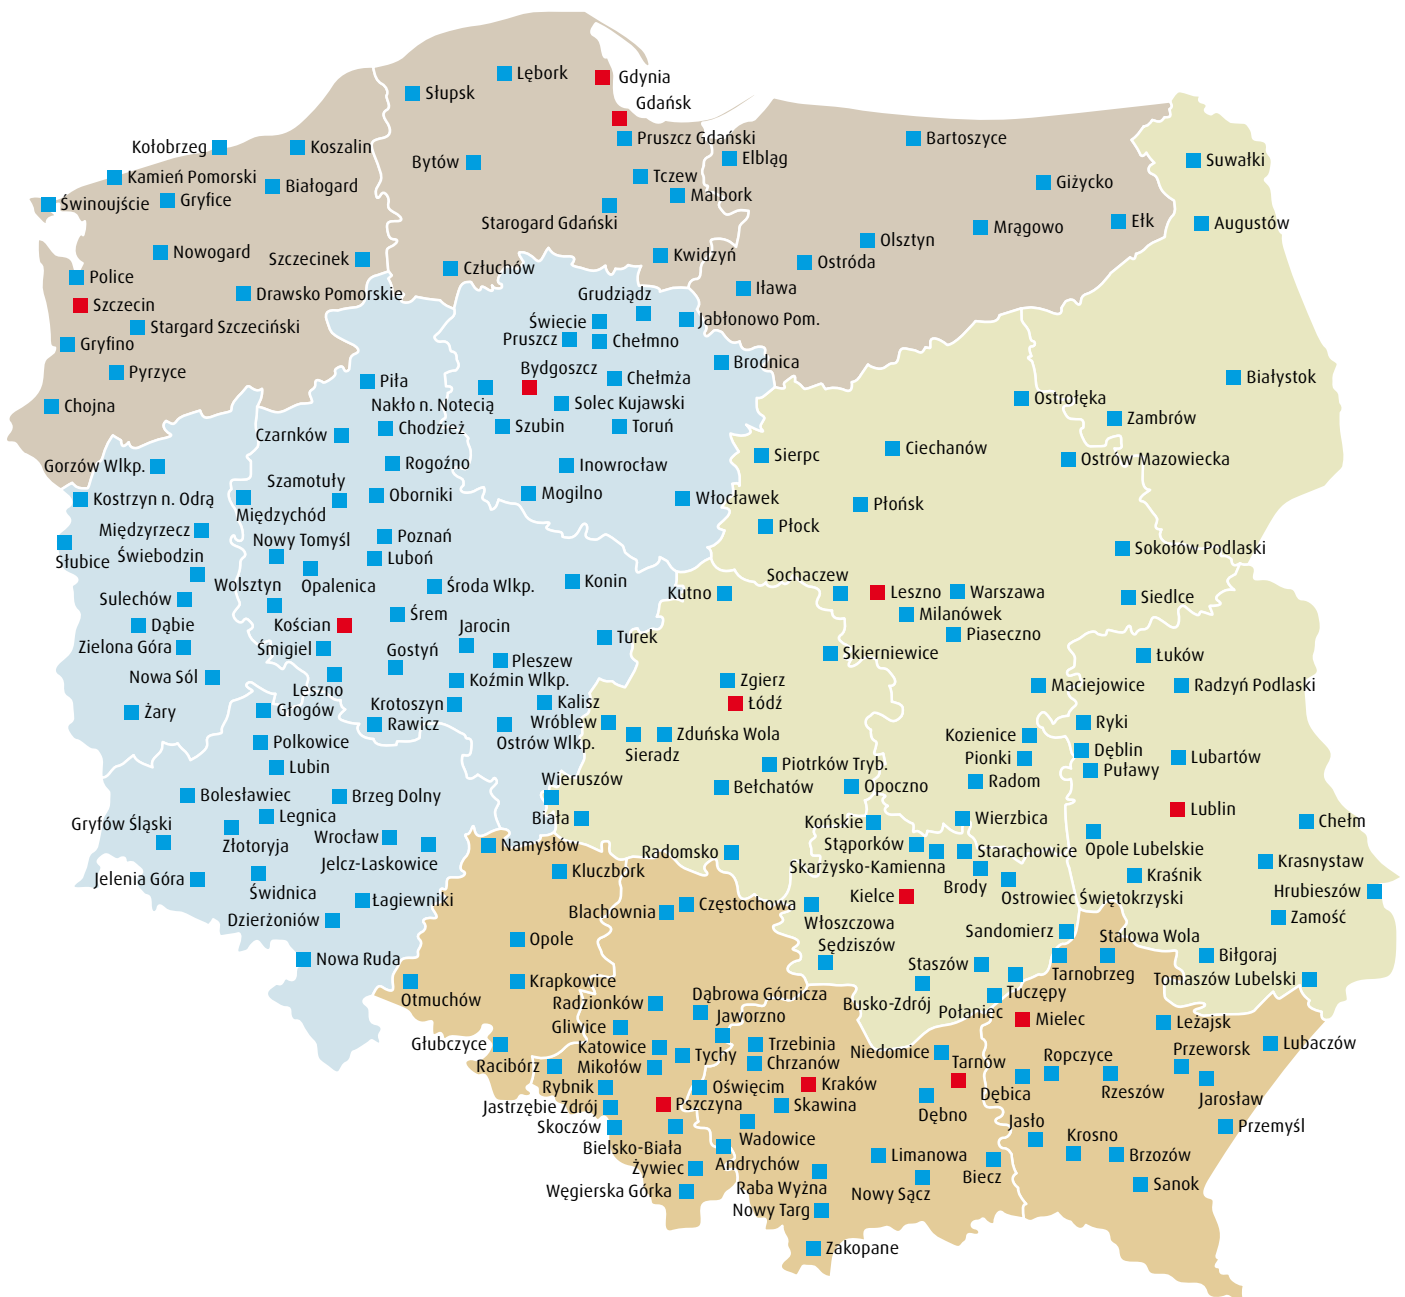 Lębork
Gdynia
Słupsk
Gdańsk
Pruszcz Gdański
Bartoszyce
Kołobrzeg
Koszalin
Bytów
Elbląg
Suwałki
Kamień Pomorski
Białogard
Tczew
Giżycko
Świnoujście
Gryfice
Malbork
Starogard Gdański
Mrągowo
Ełk
Augustów
Olsztyn
Nowogard
Szczecinek
Człuchów
Kwidzyń
Ostróda
Police
Iława
Drawsko Pomorskie
Grudziądz
Szczecin
Świecie
Jabłonowo Pom.
Stargard Szczeciński
Pruszcz
Chełmno
Gryfino
Brodnica
Pyrzyce
Piła
Bydgoszcz
Chełmża
Białystok
Chojna
Nakło n. Notecią
Solec Kujawski
Ostrołęka
Czarnków
Chodzież
Szubin
Toruń
Zambrów
Gorzów Wlkp.
Rogoźno
Inowrocław
Sierpc
Ciechanów
Ostrów Mazowiecka
Kostrzyn n. Odrą
Szamotuły
Oborniki
Mogilno
Włocławek
Płońsk
Międzychód
Międzyrzecz
Nowy Tomyśl
Poznań
Płock
Słubice
Świebodzin
Luboń
Sokołów Podlaski
Wolsztyn
Opalenica
Środa Wlkp.
Konin
Sochaczew
Kutno
Leszno
Warszawa
Siedlce
Sulechów
Śrem
Milanówek
Dąbie
Kościan
Jarocin
Turek
Piaseczno
Zielona Góra
Śmigiel
Gostyń
Pleszew
Skierniewice
Łuków
Nowa Sól
Leszno
Koźmin Wlkp.
Zgierz
Maciejowice
Radzyń Podlaski
Żary
Głogów
Krotoszyn
Kalisz
Łódź
Rawicz
Wróblew
Ryki
Polkowice
Ostrów Wlkp.
Sieradz
Zduńska Wola
Kozienice
Dęblin
Lubin
Pionki
Lubartów
Wieruszów
Piotrków Tryb.
Puławy
Bolesławiec
Brzeg Dolny
Bełchatów
Opoczno
Radom
Lublin
Gryfów Śląski
Legnica
Biała
Końskie
Wierzbica
Chełm
Złotoryja
Wrocław
Namysłów
Radomsko
Stąporków
Starachowice
Opole Lubelskie
Jelcz-Laskowice
Skarżysko-Kamienna
Krasnystaw
Jelenia Góra
Świdnica
Kluczbork
Brody
Kraśnik
Łagiewniki
Blachownia
Częstochowa
Kielce
Ostrowiec Świętokrzyski
Hrubieszów
Dzierżoniów
Włoszczowa
Zamość
Opole
Sędziszów
Sandomierz
Stalowa Wola
Nowa Ruda
Staszów
Tarnobrzeg
Biłgoraj
Otmuchów
Krapkowice
Tuczępy
Tomaszów Lubelski
Radzionków
Dąbrowa Górnicza
Busko-Zdrój
Połaniec
Gliwice
Jaworzno
Mielec
Leżajsk
Głubczyce
Katowice
Tychy
Trzebinia
Niedomice
Lubaczów
Racibórz
Mikołów
Chrzanów
Tarnów
Ropczyce
Przeworsk
Rybnik
Oświęcim
Kraków
Dębica
Rzeszów
Jarosław
Jastrzębie Zdrój
Pszczyna
Skawina
Dębno
Skoczów
Jasło
Krosno
Przemyśl
Bielsko-Biała
Wadowice
Limanowa
Brzozów
Żywiec
Andrychów
Biecz
Węgierska Górka
Raba Wyżna
Nowy Sącz
Sanok
Nowy Targ
Zakopane